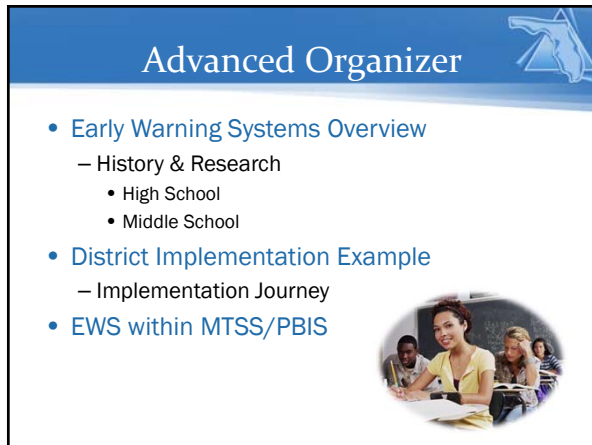 Advanced Organizer
• Early Warning Systems Overview
– History & Research
• High School
• Middle School
• District Implementation Example
– Implementation Journey
• EWS within MTSS/PBIS